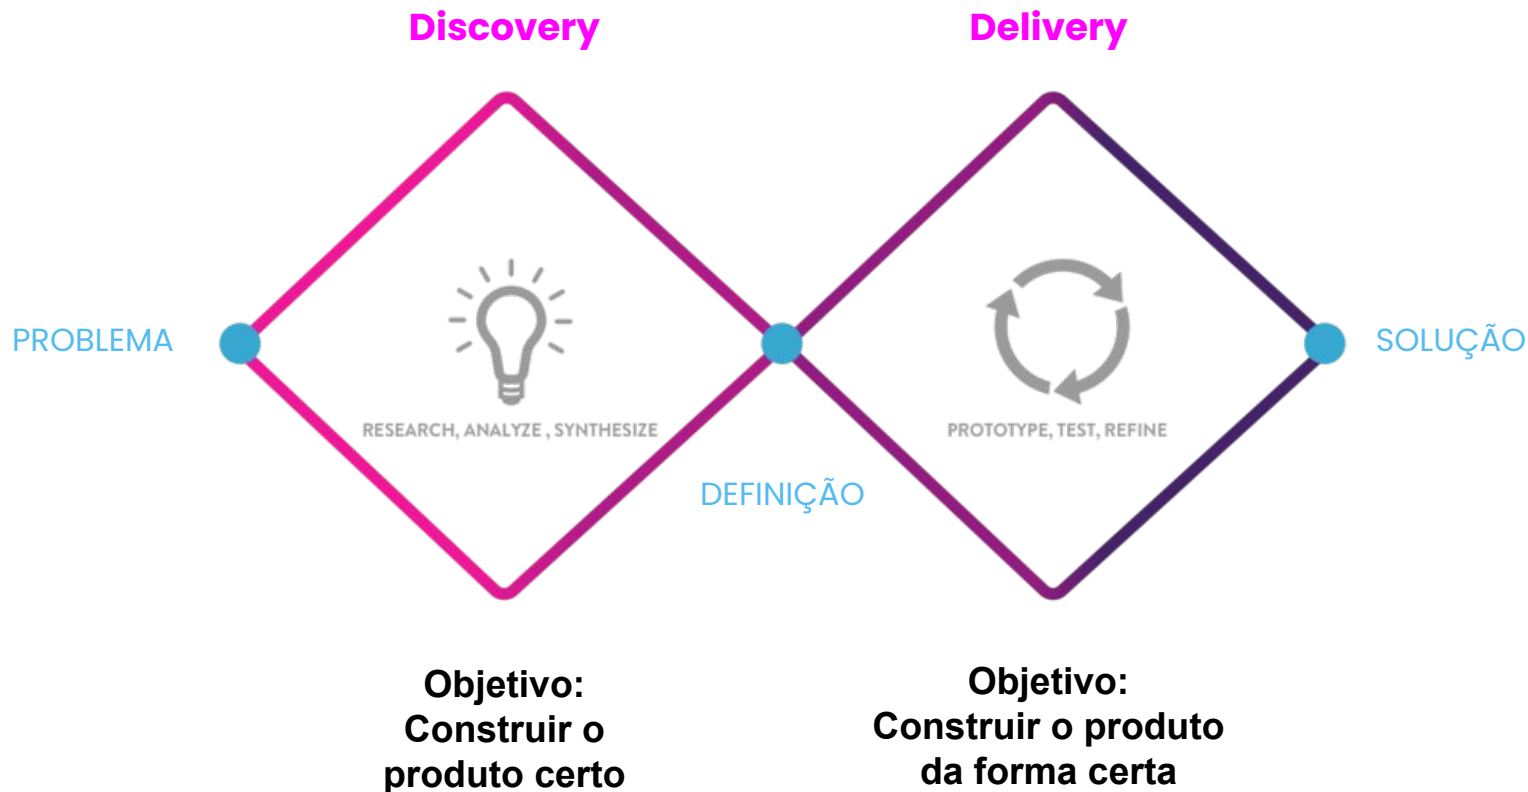 Discovery
Delivery
PROBLEMA
SOLUÇÃO
RESEARCH, ANALYZE , SYNTHESIZE
PROTOTYPE, TEST, REFINE
DEFINIÇÃO
Objetivo:
Construir o
produto certo
Objetivo:
Construir o produto
da forma certa